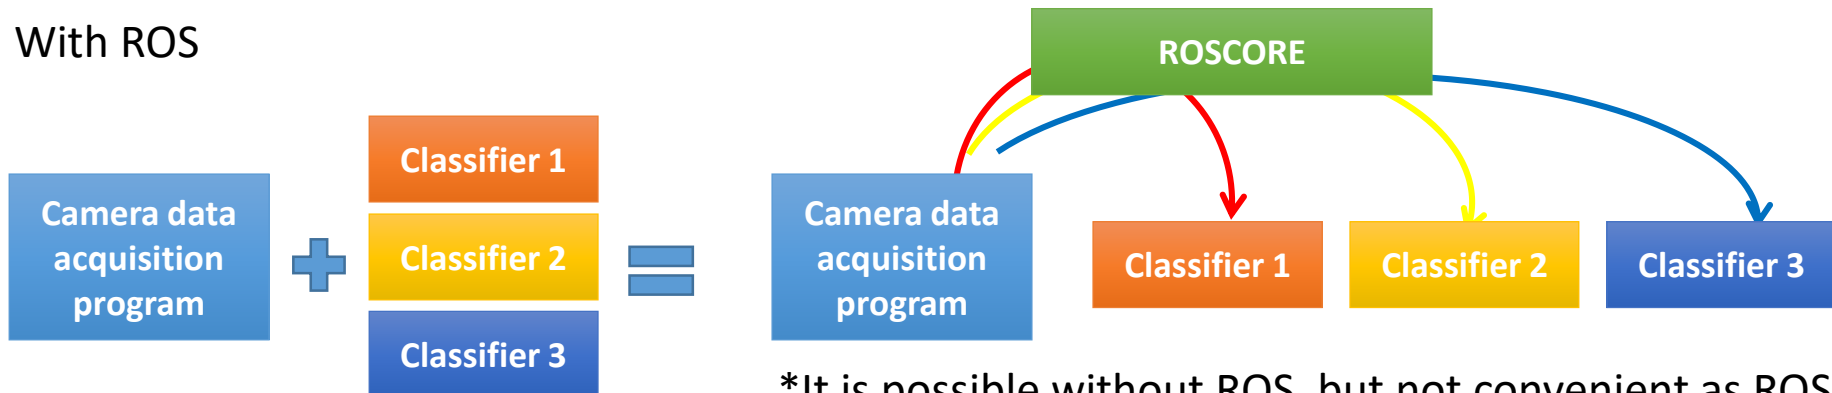 With ROS
Camera data
acquisition
program
Classifier 1
Classifier 2
Classifier 3
ROSCORE
Camera data
acquisition
program
Classifier 1
Classifier 2
Classifier 3
*It is possible without ROS, but not convenient as ROS